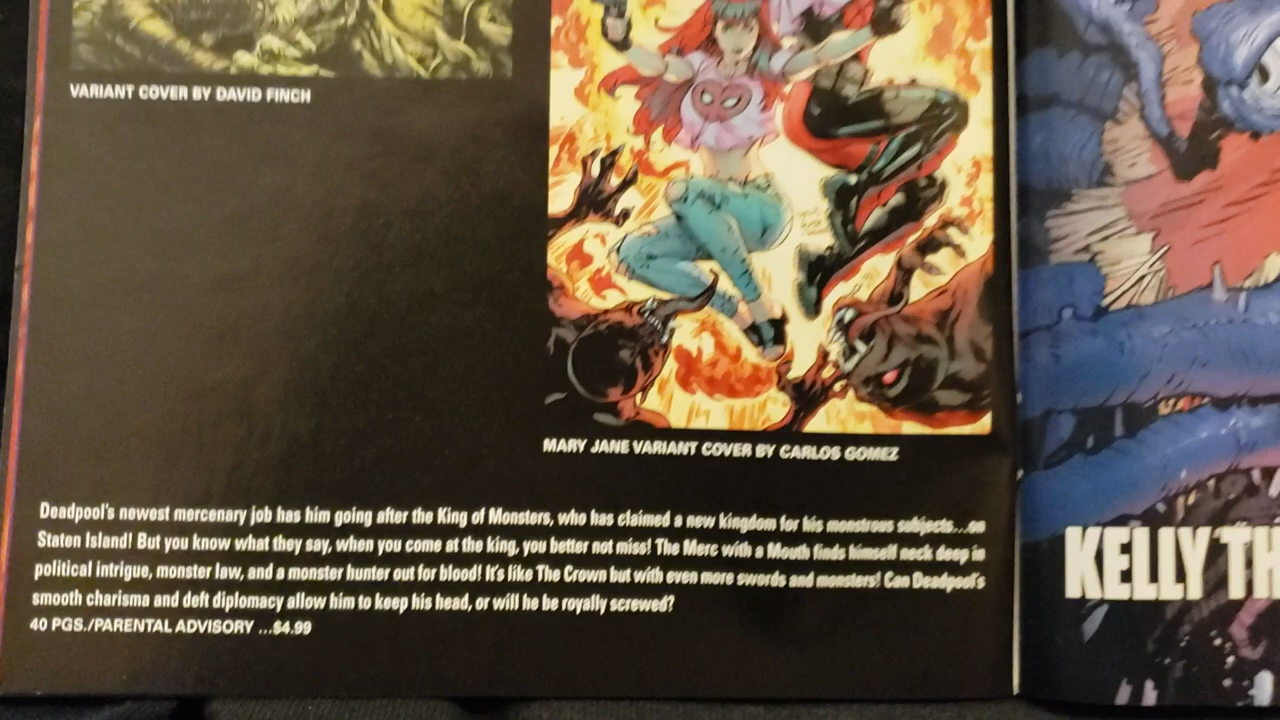 VARIANT COVER BY DAVID FINCH
MARY JANE VARIANT COVER BY CARLOS GOMEZ
Deadpool's newest mercenary job has him going after the King of Monsters, who has claimed a new kingdom for his monstrous subjects...on
Staten Island! But you know what they say, when you come at the king, you better not miss! The Merc with a Mouth finds himself neck deep in
political intrigue, monster law, and a monster hunter out for blood! It's like The Crown but with even more swords and monsters! Can Deadpool's
smooth charisma and deft diplomacy allow him to keep his head, or will he be royally screwed?
40 PGS./PARENTAL ADVISORY ...$4.99
KELLY TH